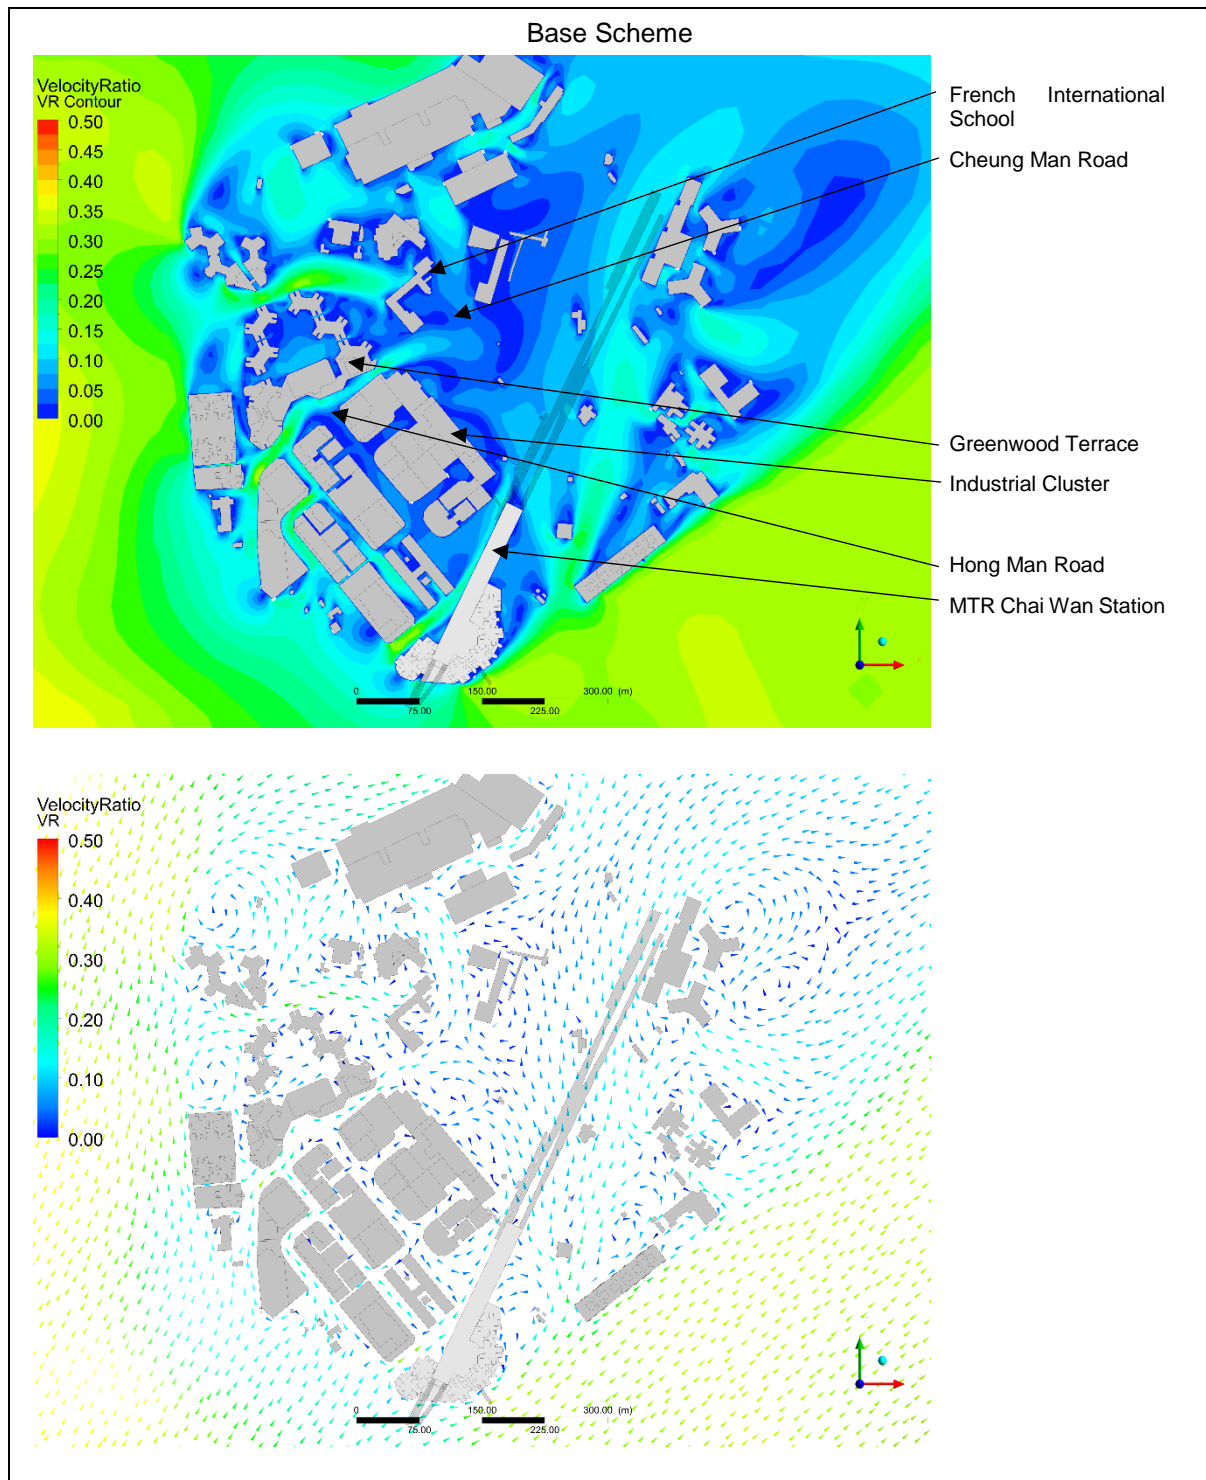 Base Scheme
VelocityRatio
VR Contour
0.50
0.45
0.40
0.35
0.30
0.25
0.20
0.15
0.10
0.05
0.00
French International
School
Cheung Man Road
Greenwood Terrace
Industrial Cluster
Hong Man Road
MTR Chai Wan Station
0 150.00 300.00 (m)
75.00 225.00
VelocityRatio
VR
0.50
0.40
0.30
0.20
0.10
0.00
0 150.00 300.00 (m)
75.00 225.00